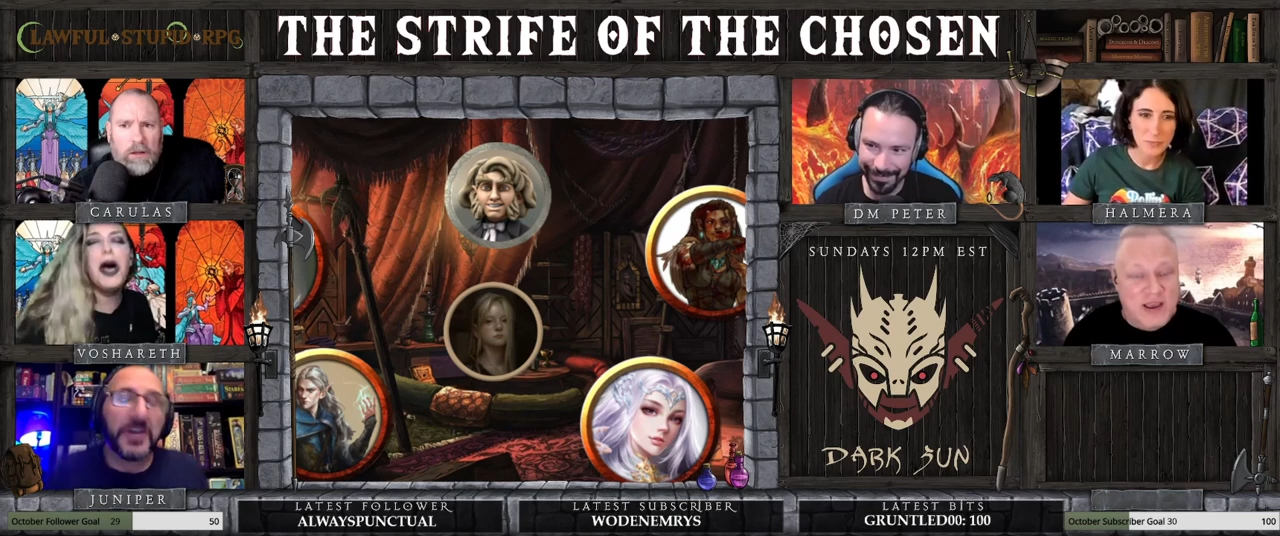 LAWFUL STUPID RPG
THE STRIFE OF THE CHOSEN
DUNGEONS & DRAGONS
CARULAS
DM PETER
HALMERA
SUNDAYS 12PM EST
VOSHARETH
MARROW
DARK SUN
JUNIPER
LATEST FOLLOWER
ALWAYSPUNCTUAL
LATEST SUBSCRIBER
WODENEMRYS
LATEST BITS
GRUNTLED00: 100
October Follower Goal 29 50
October Subscriber Goal 30 100